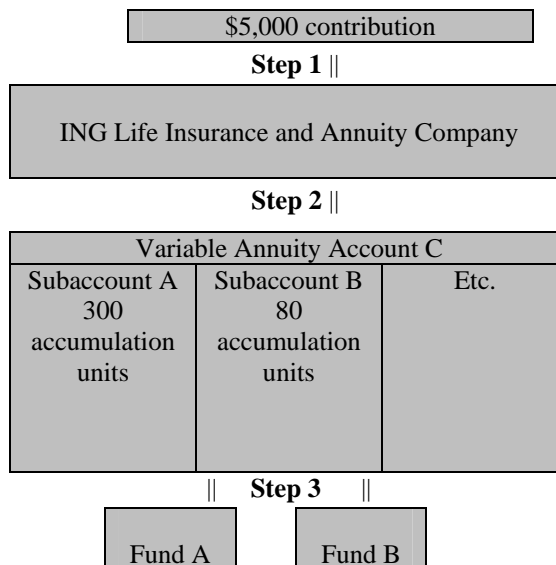 $5,000 contribution
Step 1 ||
ING Life Insurance and Annuity Company
Step 2 ||
Variable Annuity Account C
Subaccount A
300
accumulation
units
Subaccount B
80
accumulation
units
Etc.
|| Step 3 ||
Fund A
Fund B